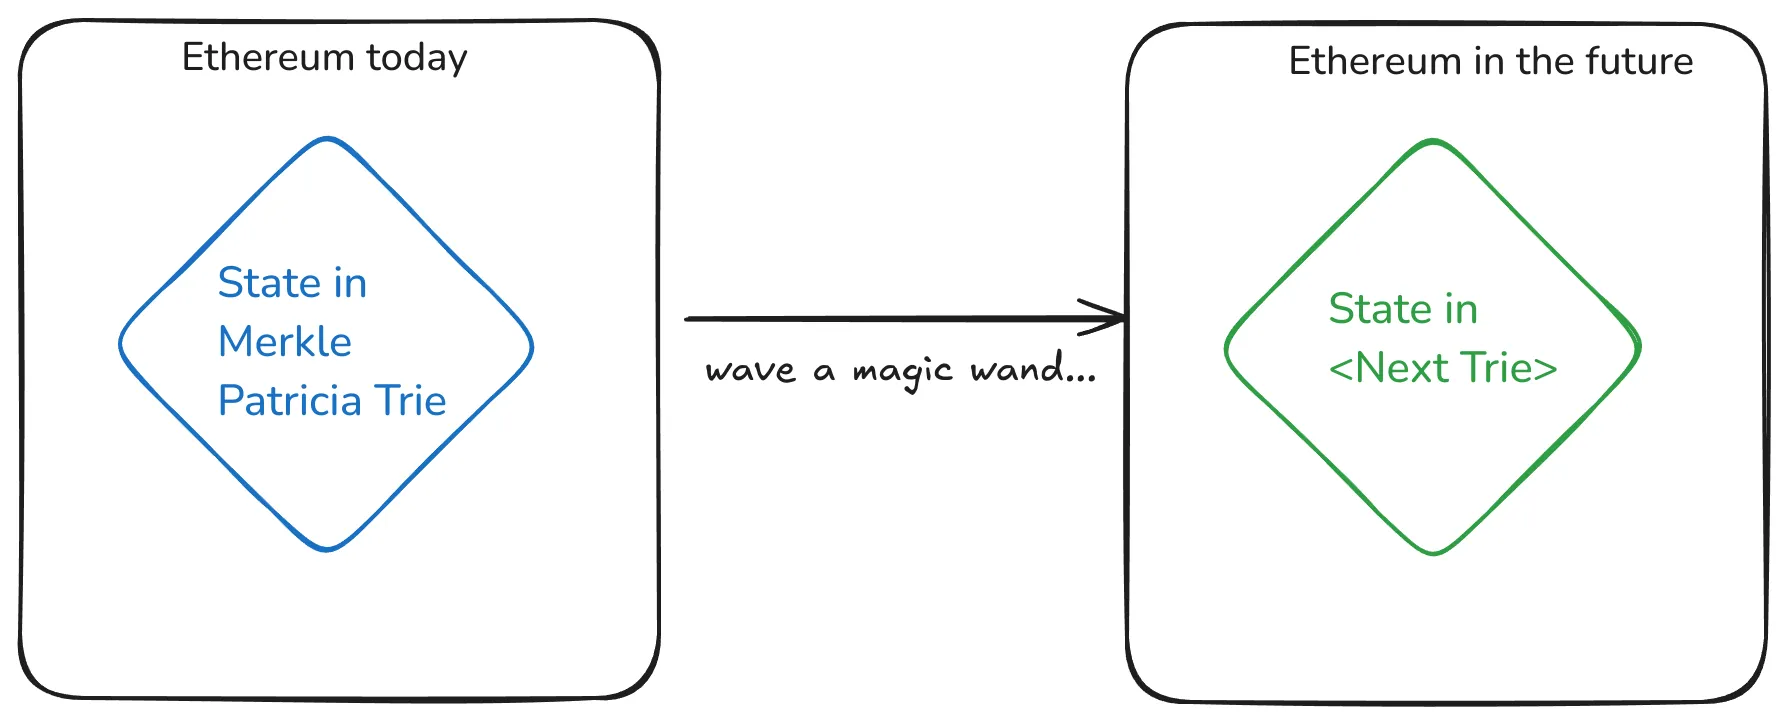 Ethereum today
State in
Merkle
Patricia Trie
wave a magic wand...
Ethereum in the future
State in
<Next Trie>